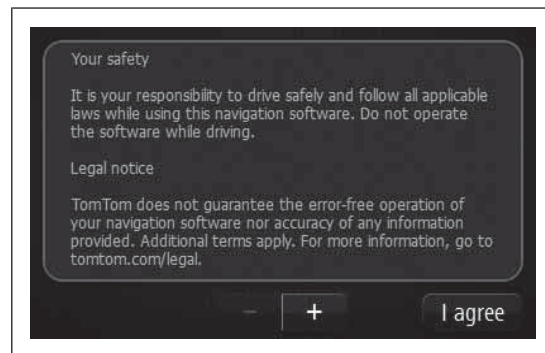 Your safety
It is your responsibility to drive safely and follow all applicable
laws while using this navigation software. Do not operate
the software while driving.
Legal notice
TomTom does not guarantee the error-free operation of
your navigation software nor accuracy of any information
provided. Additional terms apply. For more information, go to
tomtom.com/legal.
- + I agree